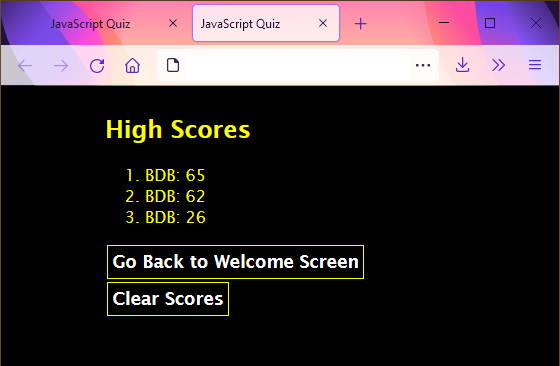 JavaScript Quiz
JavaScript Quiz
High Scores
1. BDB: 65
2. BDB: 62
3. BDB: 26
Go Back to Welcome Screen
Clear Scores